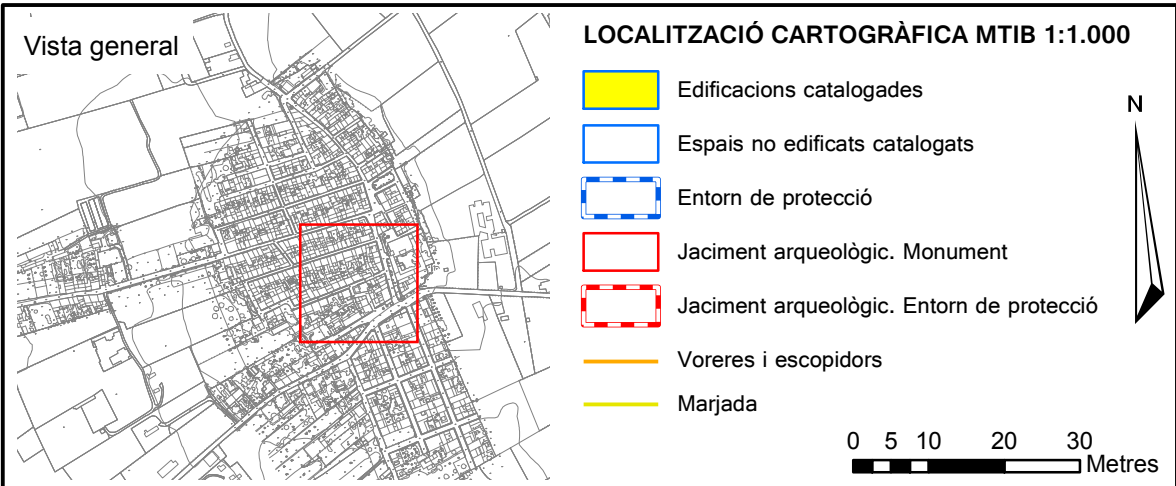 Vista general
LOCALITZACIÓ CARTOGRÀFICA MTIB 1:1.000
Edificacions catalogades
Espais no edificats catalogats
Entorn de protecció
Jaciment arqueològic. Monument
Jaciment arqueològic. Entorn de protecció
Voreres i escopidors
Marjada
N
0 5 10 20 30
Metres